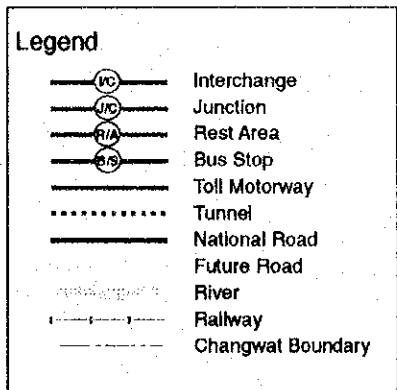 Legend
I/C Interchange
J/C Junction
R/A Rest Area
B/S Bus Stop
Toll Motorway
Tunnel
National Road
Future Road
River
Railway
Changwat Boundary